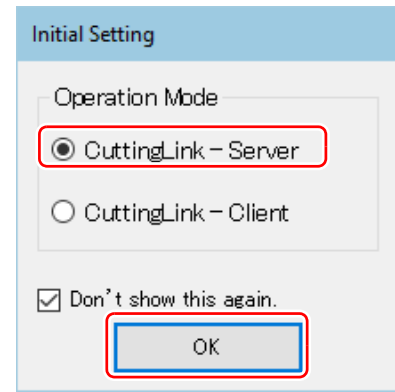 Initial Setting
Operation Mode
CuttingLink - Server
CuttingLink - Client
Don't show this again.
OK